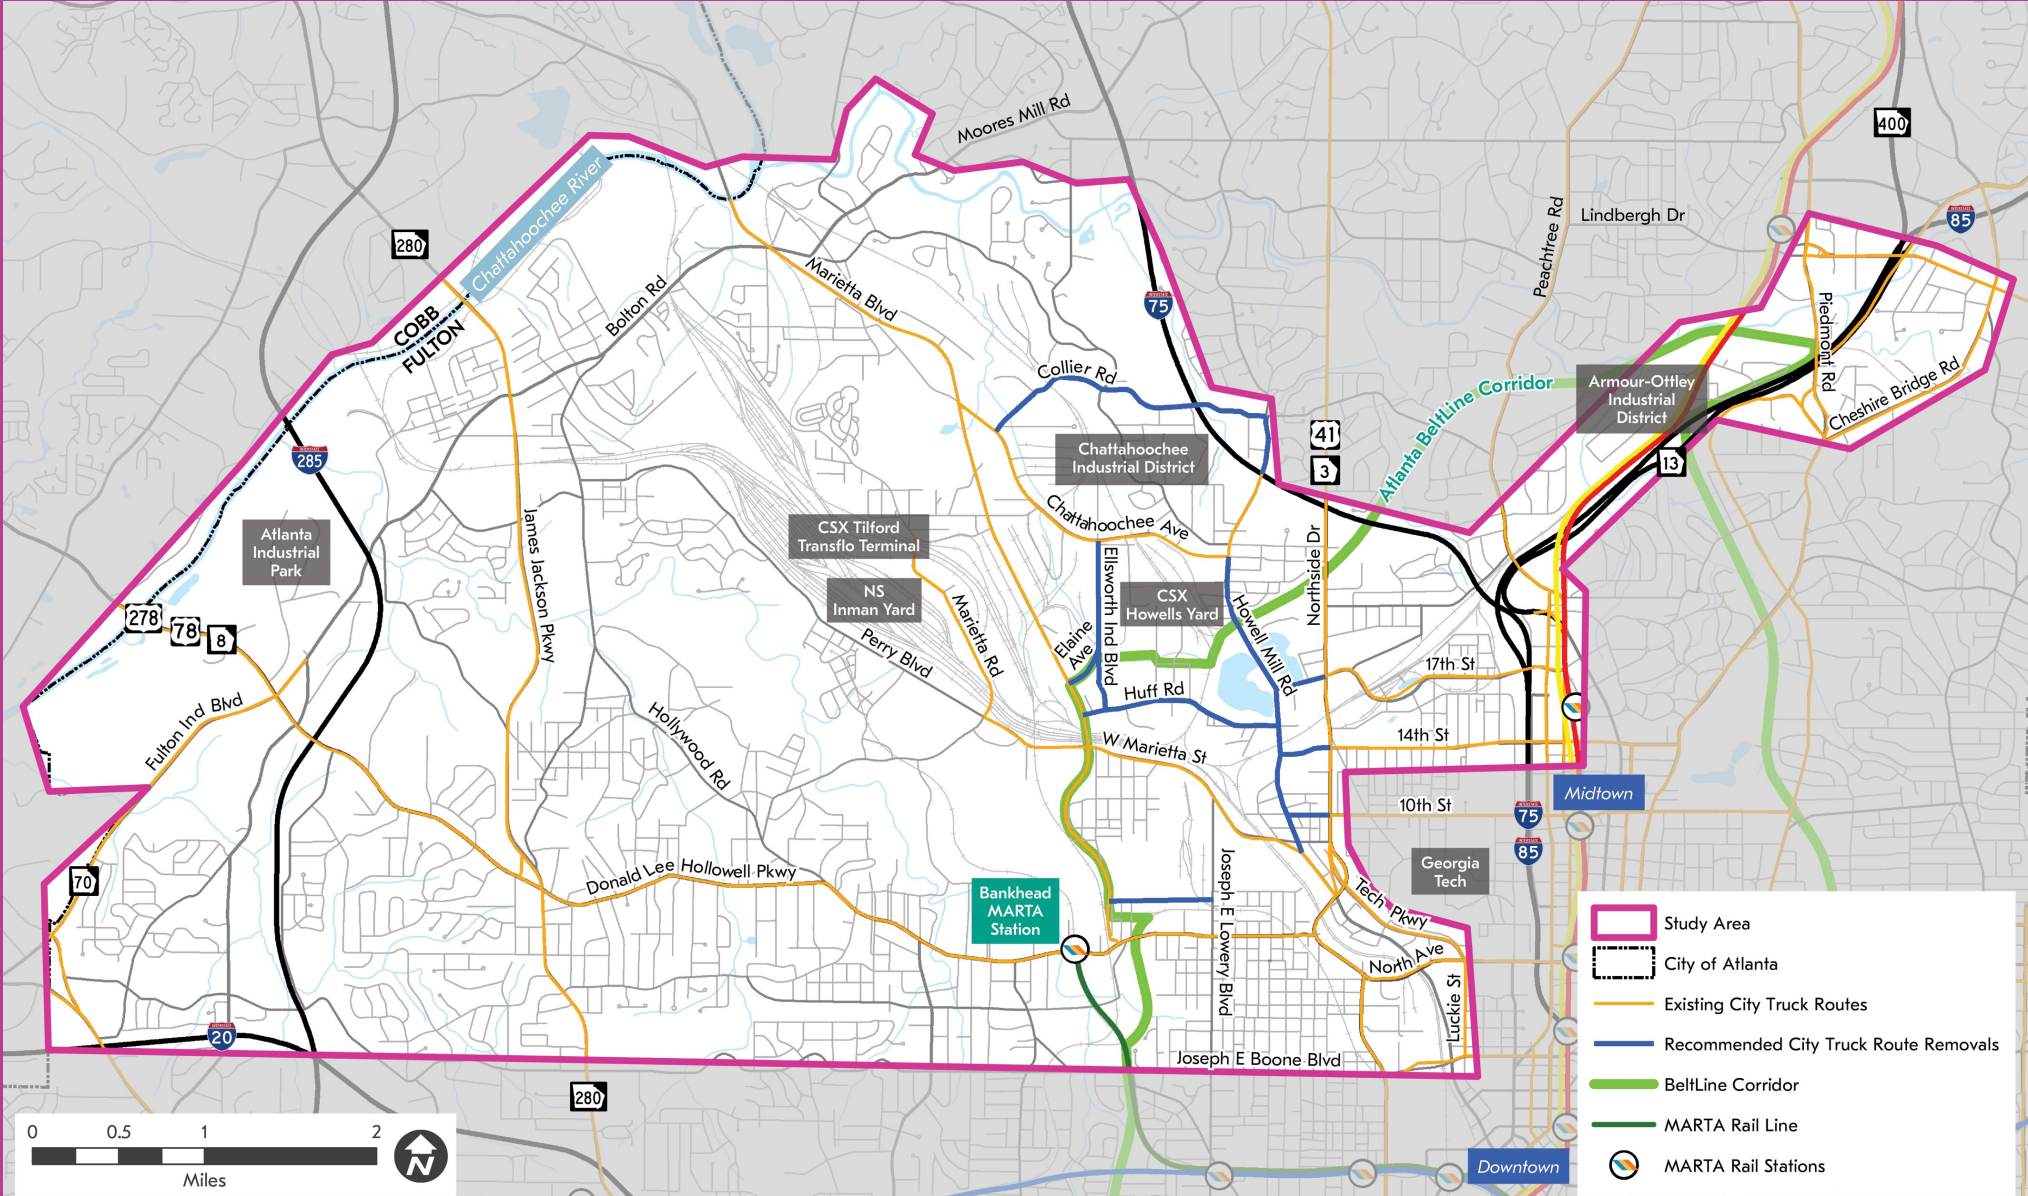 Moores Mill Rd
400
Lindbergh Dr
Peachtree Rd
85
280
Chattahoochee River
COBB
FULTON
Bolton Rd
Marietta Blvd
75
Piedmont Rd
Cheshire Bridge Rd
Collier Rd
Atlanta BeltLine Corridor
Armour-Ottley
Industrial
District
41
3
13
285
Chattahoochee
Industrial District
Chattahoochee Ave
Atlanta
Industrial
Park
James Jackson Pkwy
CSX Tilford
Transflo Terminal
NS
Inman Yard
Marietta Rd
Perry Blvd
Ellsworth Ind Blvd
Elaine
Ave
CSX
Howells Yard
Howell Mill Rd
Northside Dr
278
78
8
Fulton Ind Blvd
Hollywood Rd
Huff Rd
17th St
14th St
W Marietta St
10th St
Midtown
75
85
Georgia
Tech
70
Donald Lee Hollowell Pkwy
Bankhead
MARTA
Station
Joseph E Lowery Blvd
Tech Pkwy
North Ave
Luckie St
20
Joseph E Boone Blvd
280
Downtown
0 0.5 1 2
Miles
N
Study Area
City of Atlanta
Existing City Truck Routes
Recommended City Truck Route Removals
BeltLine Corridor
MARTA Rail Line
MARTA Rail Stations